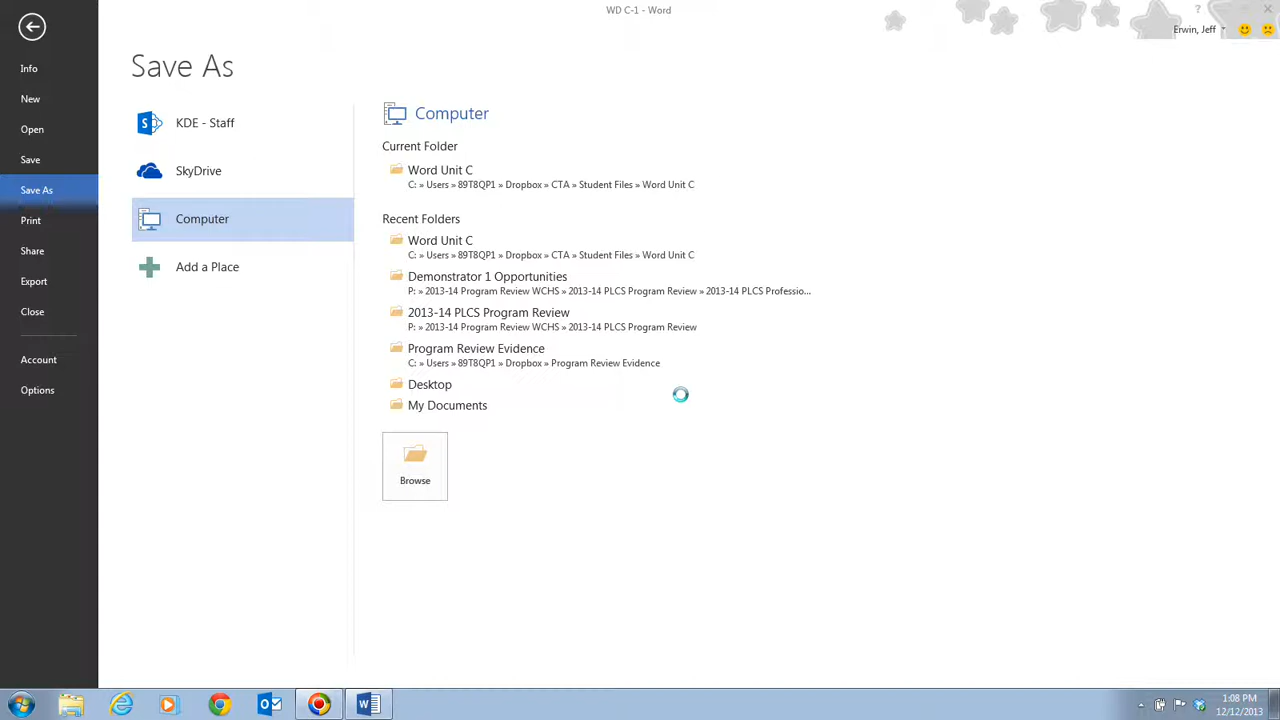 WD C-1 - Word
?
Erwin, Jeff
Info
New
Open
Save
Save As
Print
Share
Export
Close
Account
Options
Save As
KDE - Staff
SkyDrive
Computer
Add a Place
Computer
Current Folder
Word Unit C
C: » Users » 89T8QP1 » Dropbox » CTA » Student Files » Word Unit C
Recent Folders
Word Unit C
C: » Users » 89T8QP1 » Dropbox » CTA » Student Files » Word Unit C
Demonstrator 1 Opportunities
P: » 2013-14 Program Review WCHS » 2013-14 PLCS Program Review » 2013-14 PLCS Professio...
2013-14 PLCS Program Review
P: » 2013-14 Program Review WCHS » 2013-14 PLCS Program Review
Program Review Evidence
C: » Users » 89T8QP1 » Dropbox » Program Review Evidence
Desktop
My Documents
Browse
1:08 PM
12/12/2013